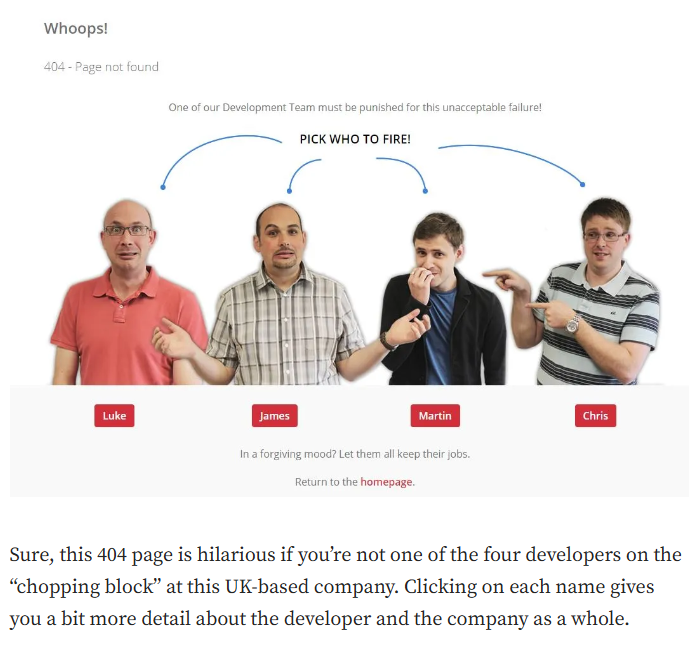 Whoops!
404 - Page not found
One of our Development Team must be punished for this unacceptable failure!
PICK WHO TO FIRE!
Luke
James
Martin
Chris
In a forgiving mood? Let them all keep their jobs.
Return to the homepage.
Sure, this 404 page is hilarious if you’re not one of the four developers on the
“chopping block” at this UK-based company. Clicking on each name gives
you a bit more detail about the developer and the company as a whole.